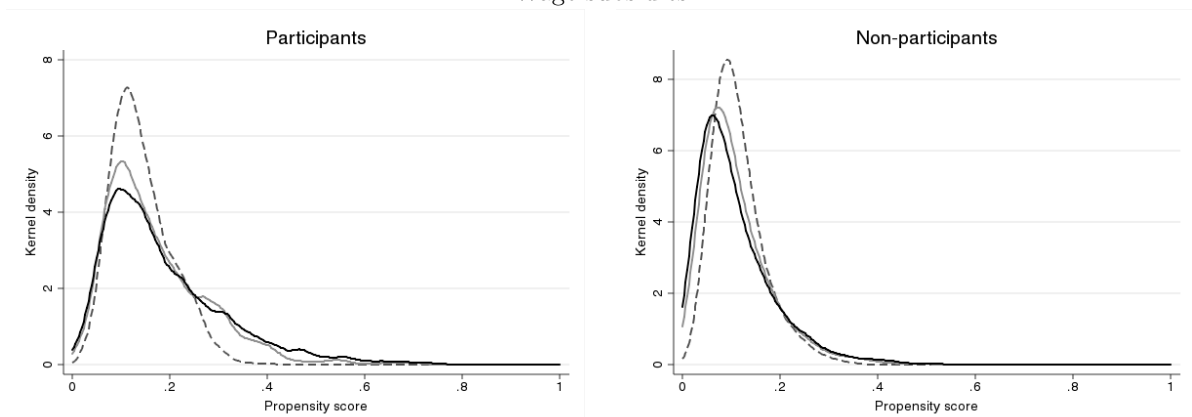 Participants
Kernel density
8
6
4
2
0
0 .2 .4 .6 .8 1
Propensity score
Non-participants
Kernel density
8
6
4
2
0
0 .2 .4 .6 .8 1
Propensity score